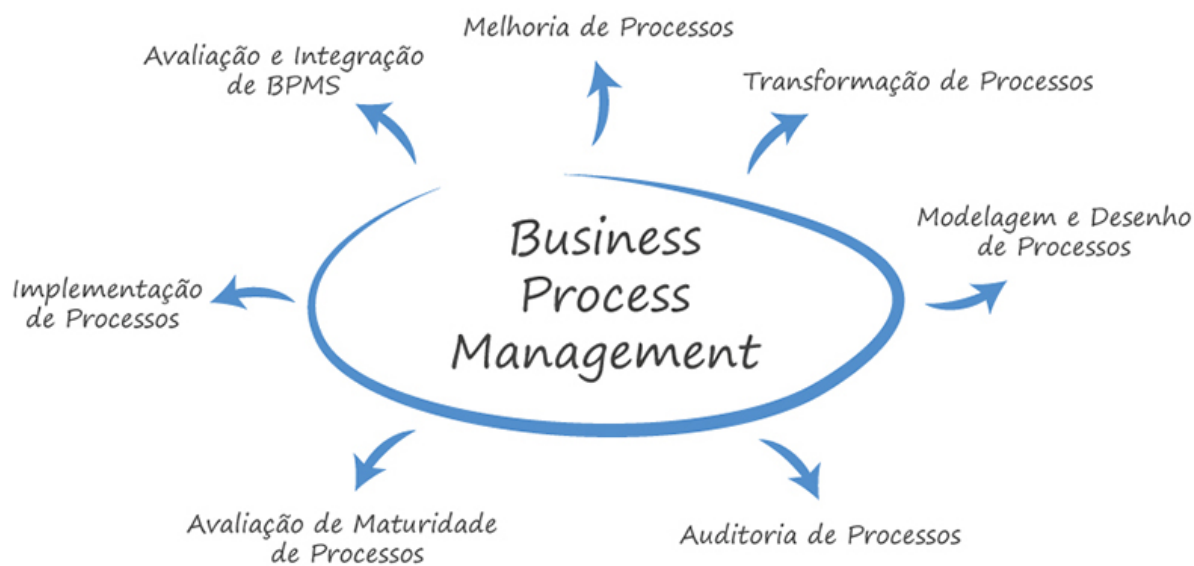 Melhoria de Processos
Avaliação e Integração
de BPMS
Transformação de Processos
Modelagem e Desenho
de Processos
Business
Process
Management
Implementação
de Processos
Avaliação de Maturidade
de Processos
Auditoria de Processos